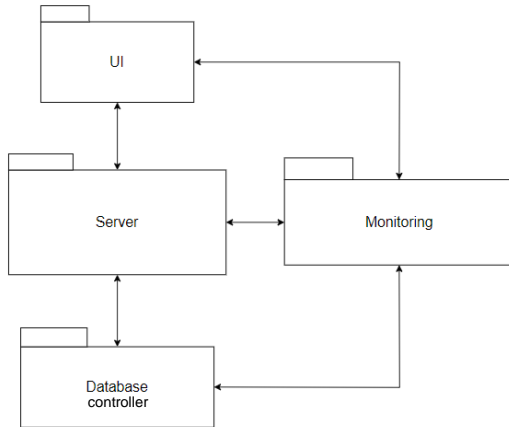 UI
Server
Monitoring
Database
controller